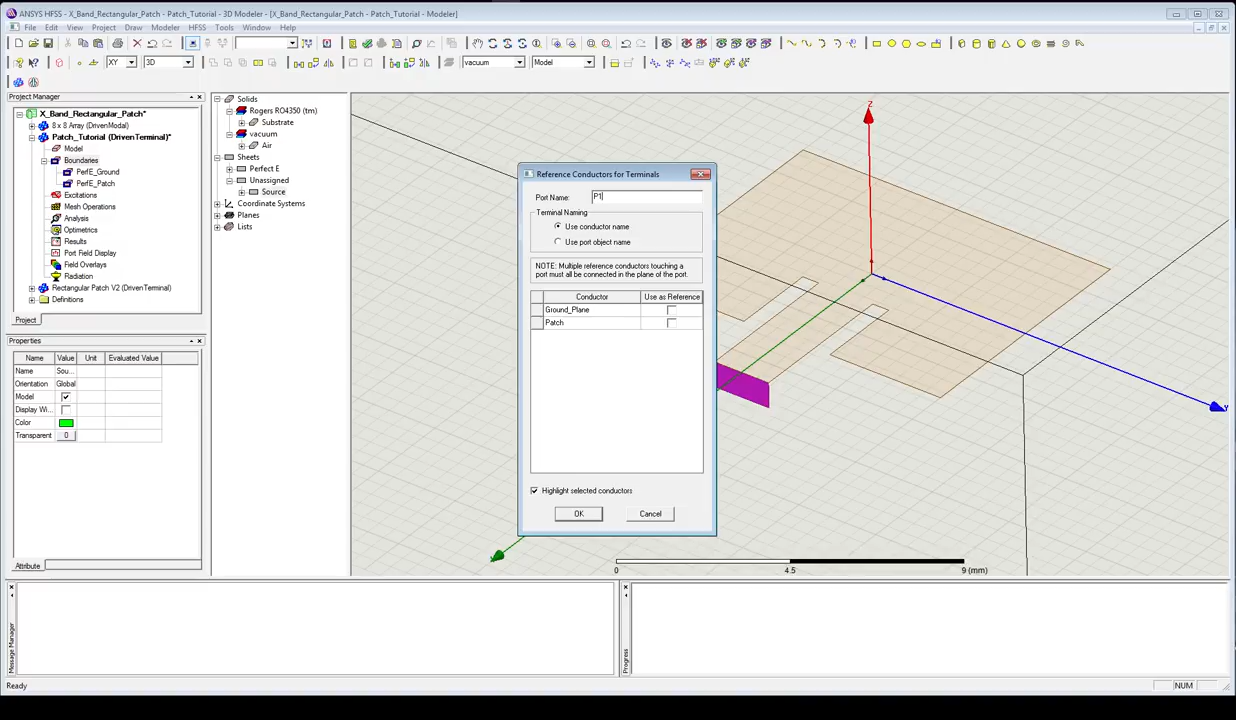 ANSYS HFSS - X_Band_Rectangular_Patch - Patch_Tutorial - 3D Modeler - [X_Band_Rectangular_Patch - Patch_Tutorial - Modeler]
File Edit View Project Draw Modeler HFSS Tools Window Help
vacuum Model
XY 3D
Project Manager
X_Band_Rectangular_Patch*
8 x 8 Array (DrivenModal)
Patch_Tutorial (DrivenTerminal)*
Model
Boundaries
PerfE_Ground
PerfE_Patch
Excitations
Mesh Operations
Analysis
Optimetrics
Results
Port Field Display
Field Overlays
Radiation
Rectangular Patch V2 (DrivenTerminal)
Definitions
Project
Properties
Name Value Unit Evaluated Value
Name Sou...
Orientation Global
Model
Display Wi...
Color
Transparent 0
Attribute
Solids
Rogers RO4350 (tm)
Substrate
vacuum
Air
Sheets
Perfect E
Unassigned
Source
Coordinate Systems
Planes
Lists
Reference Conductors for Terminals
Port Name: P1
Terminal Naming
Use conductor name
Use port object name
NOTE: Multiple reference conductors touching a
port must all be connected in the plane of the port.
Conductor Use as Reference
Ground_Plane
Patch
Highlight selected conductors
OK Cancel
Z
Y
0 4.5 9 (mm)
Message Manager
Progress
Ready
NUM